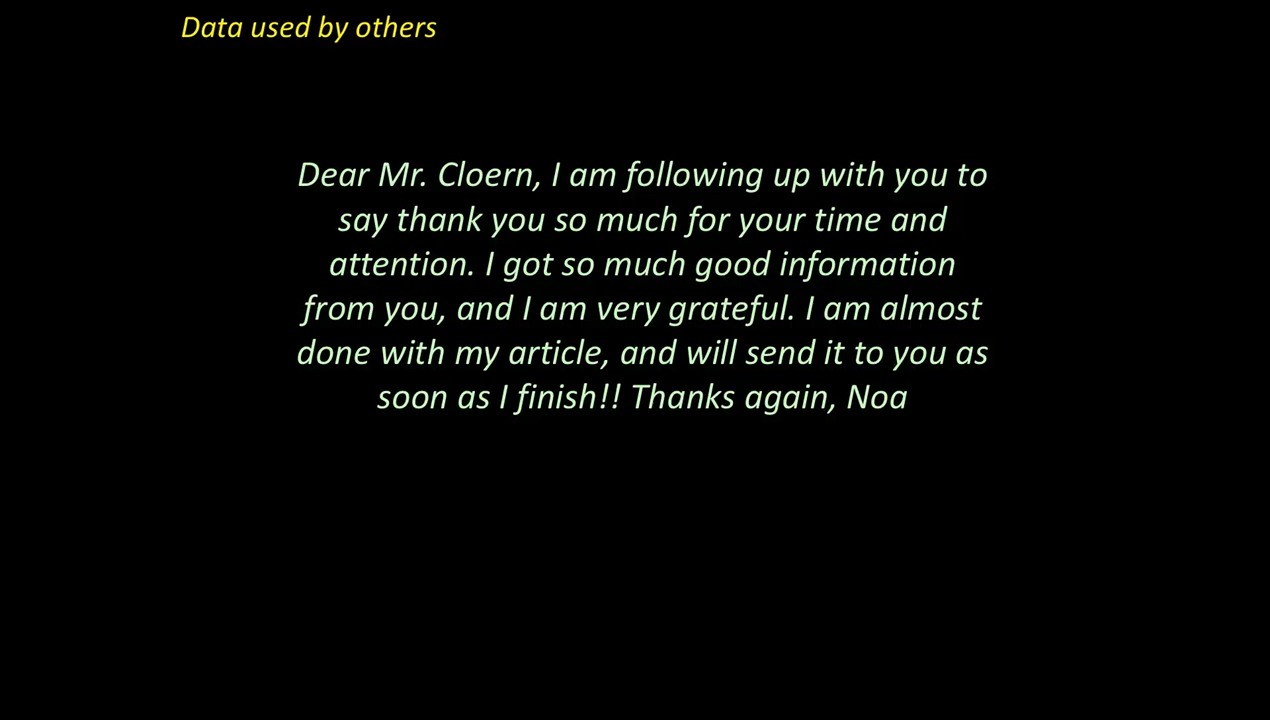 Data used by others
Dear Mr. Cloern, I am following up with you to
say thank you so much for your time and
attention. I got so much good information
from you, and I am very grateful. I am almost
done with my article, and will send it to you as
soon as I finish!! Thanks again, Noa